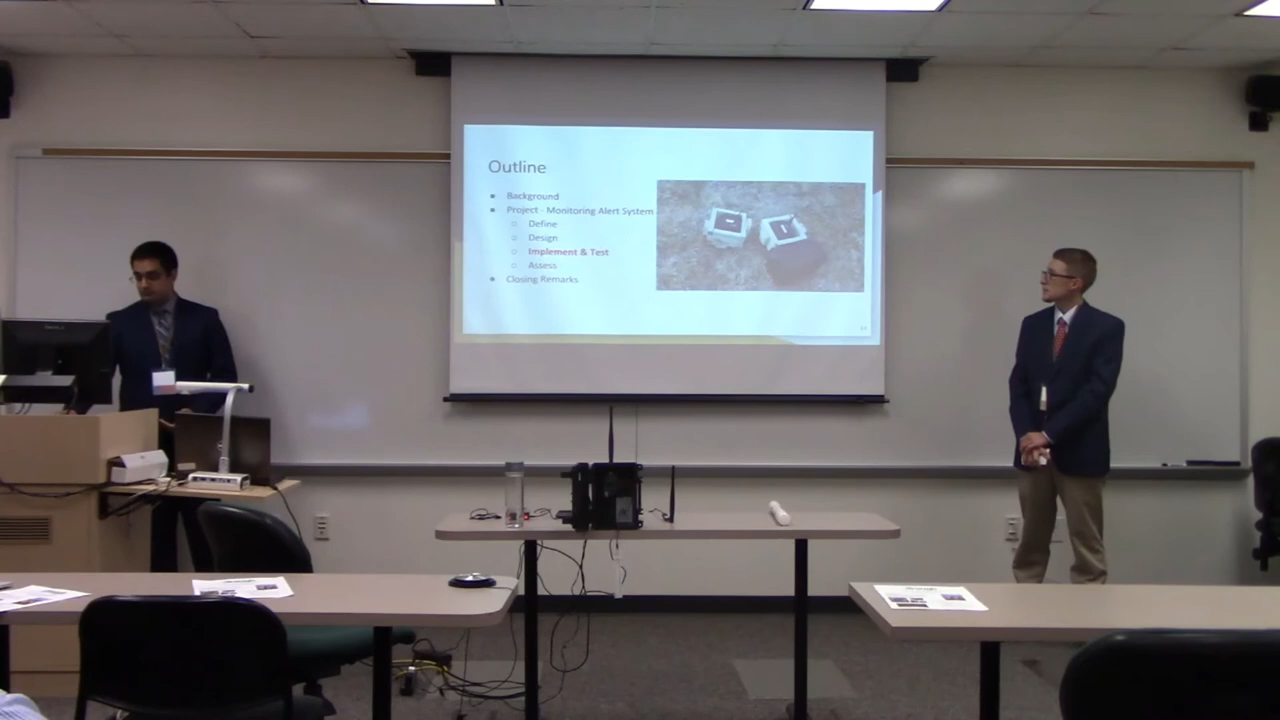 Outline
Background
Project - Monitoring Alert System
Define
Design
Implement & Test
Assess
Closing Remarks